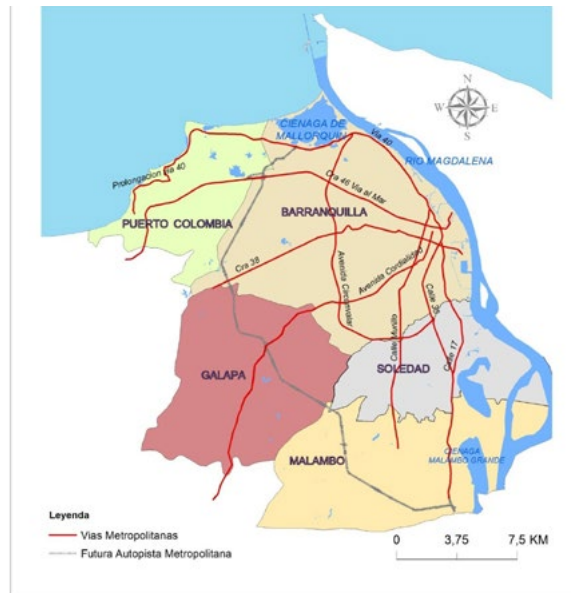 CIENAGA DE
MALLORQUIN
N
W E
S
Via 40
RIO MAGDALENA
Prolongacion Via 40
Cra 46 Via al Mar
PUERTO COLOMBIA
BARRANQUILLA
Cra 38
Avenida Circunvalar
Avenida Cordialidad
Calle Murillo
Calle 17
GALAPA
SOLEDAD
MALAMBO
CIENAGA
MALAMBO GRANDE
Leyenda
Vias Metropolitanas
Futura Autopista Metropolitana
0 3,75 7,5 KM